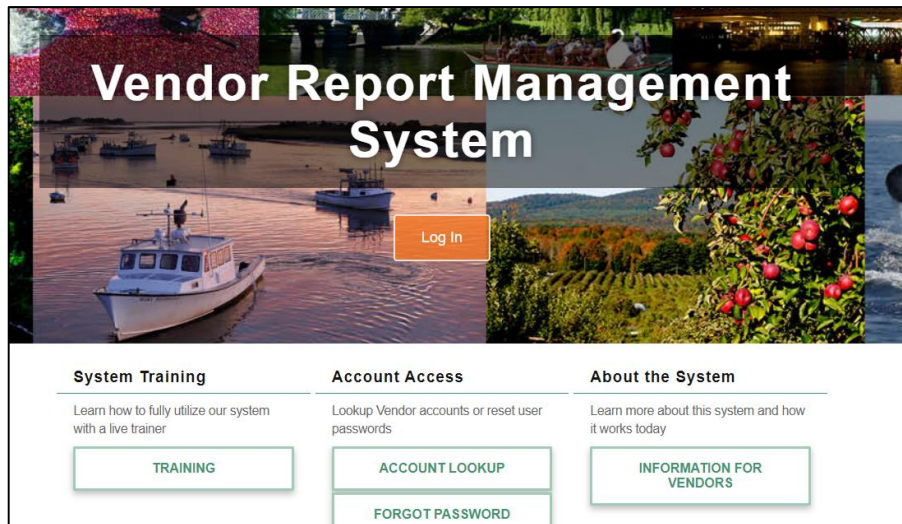 Vendor Report Management
System
Log In
System Training
Learn how to fully utilize our system
with a live trainer
TRAINING
Account Access
Lookup Vendor accounts or reset user
passwords
ACCOUNT LOOKUP
FORGOT PASSWORD
About the System
Learn more about this system and how
it works today
INFORMATION FOR
VENDORS